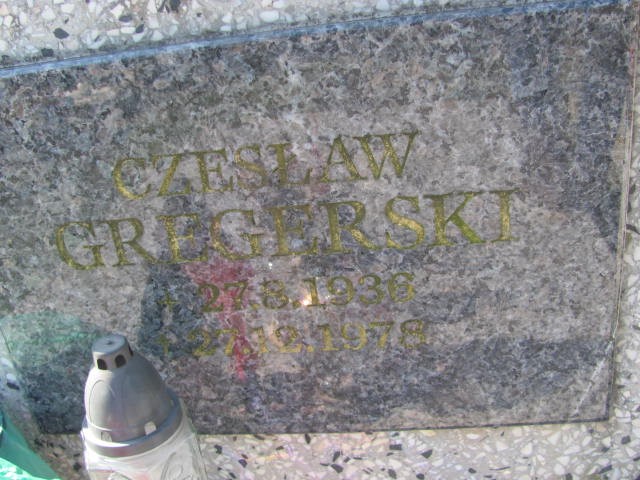 CZESŁAW
GREGERSKI
* 27.8.1936
+ 27.12.1978